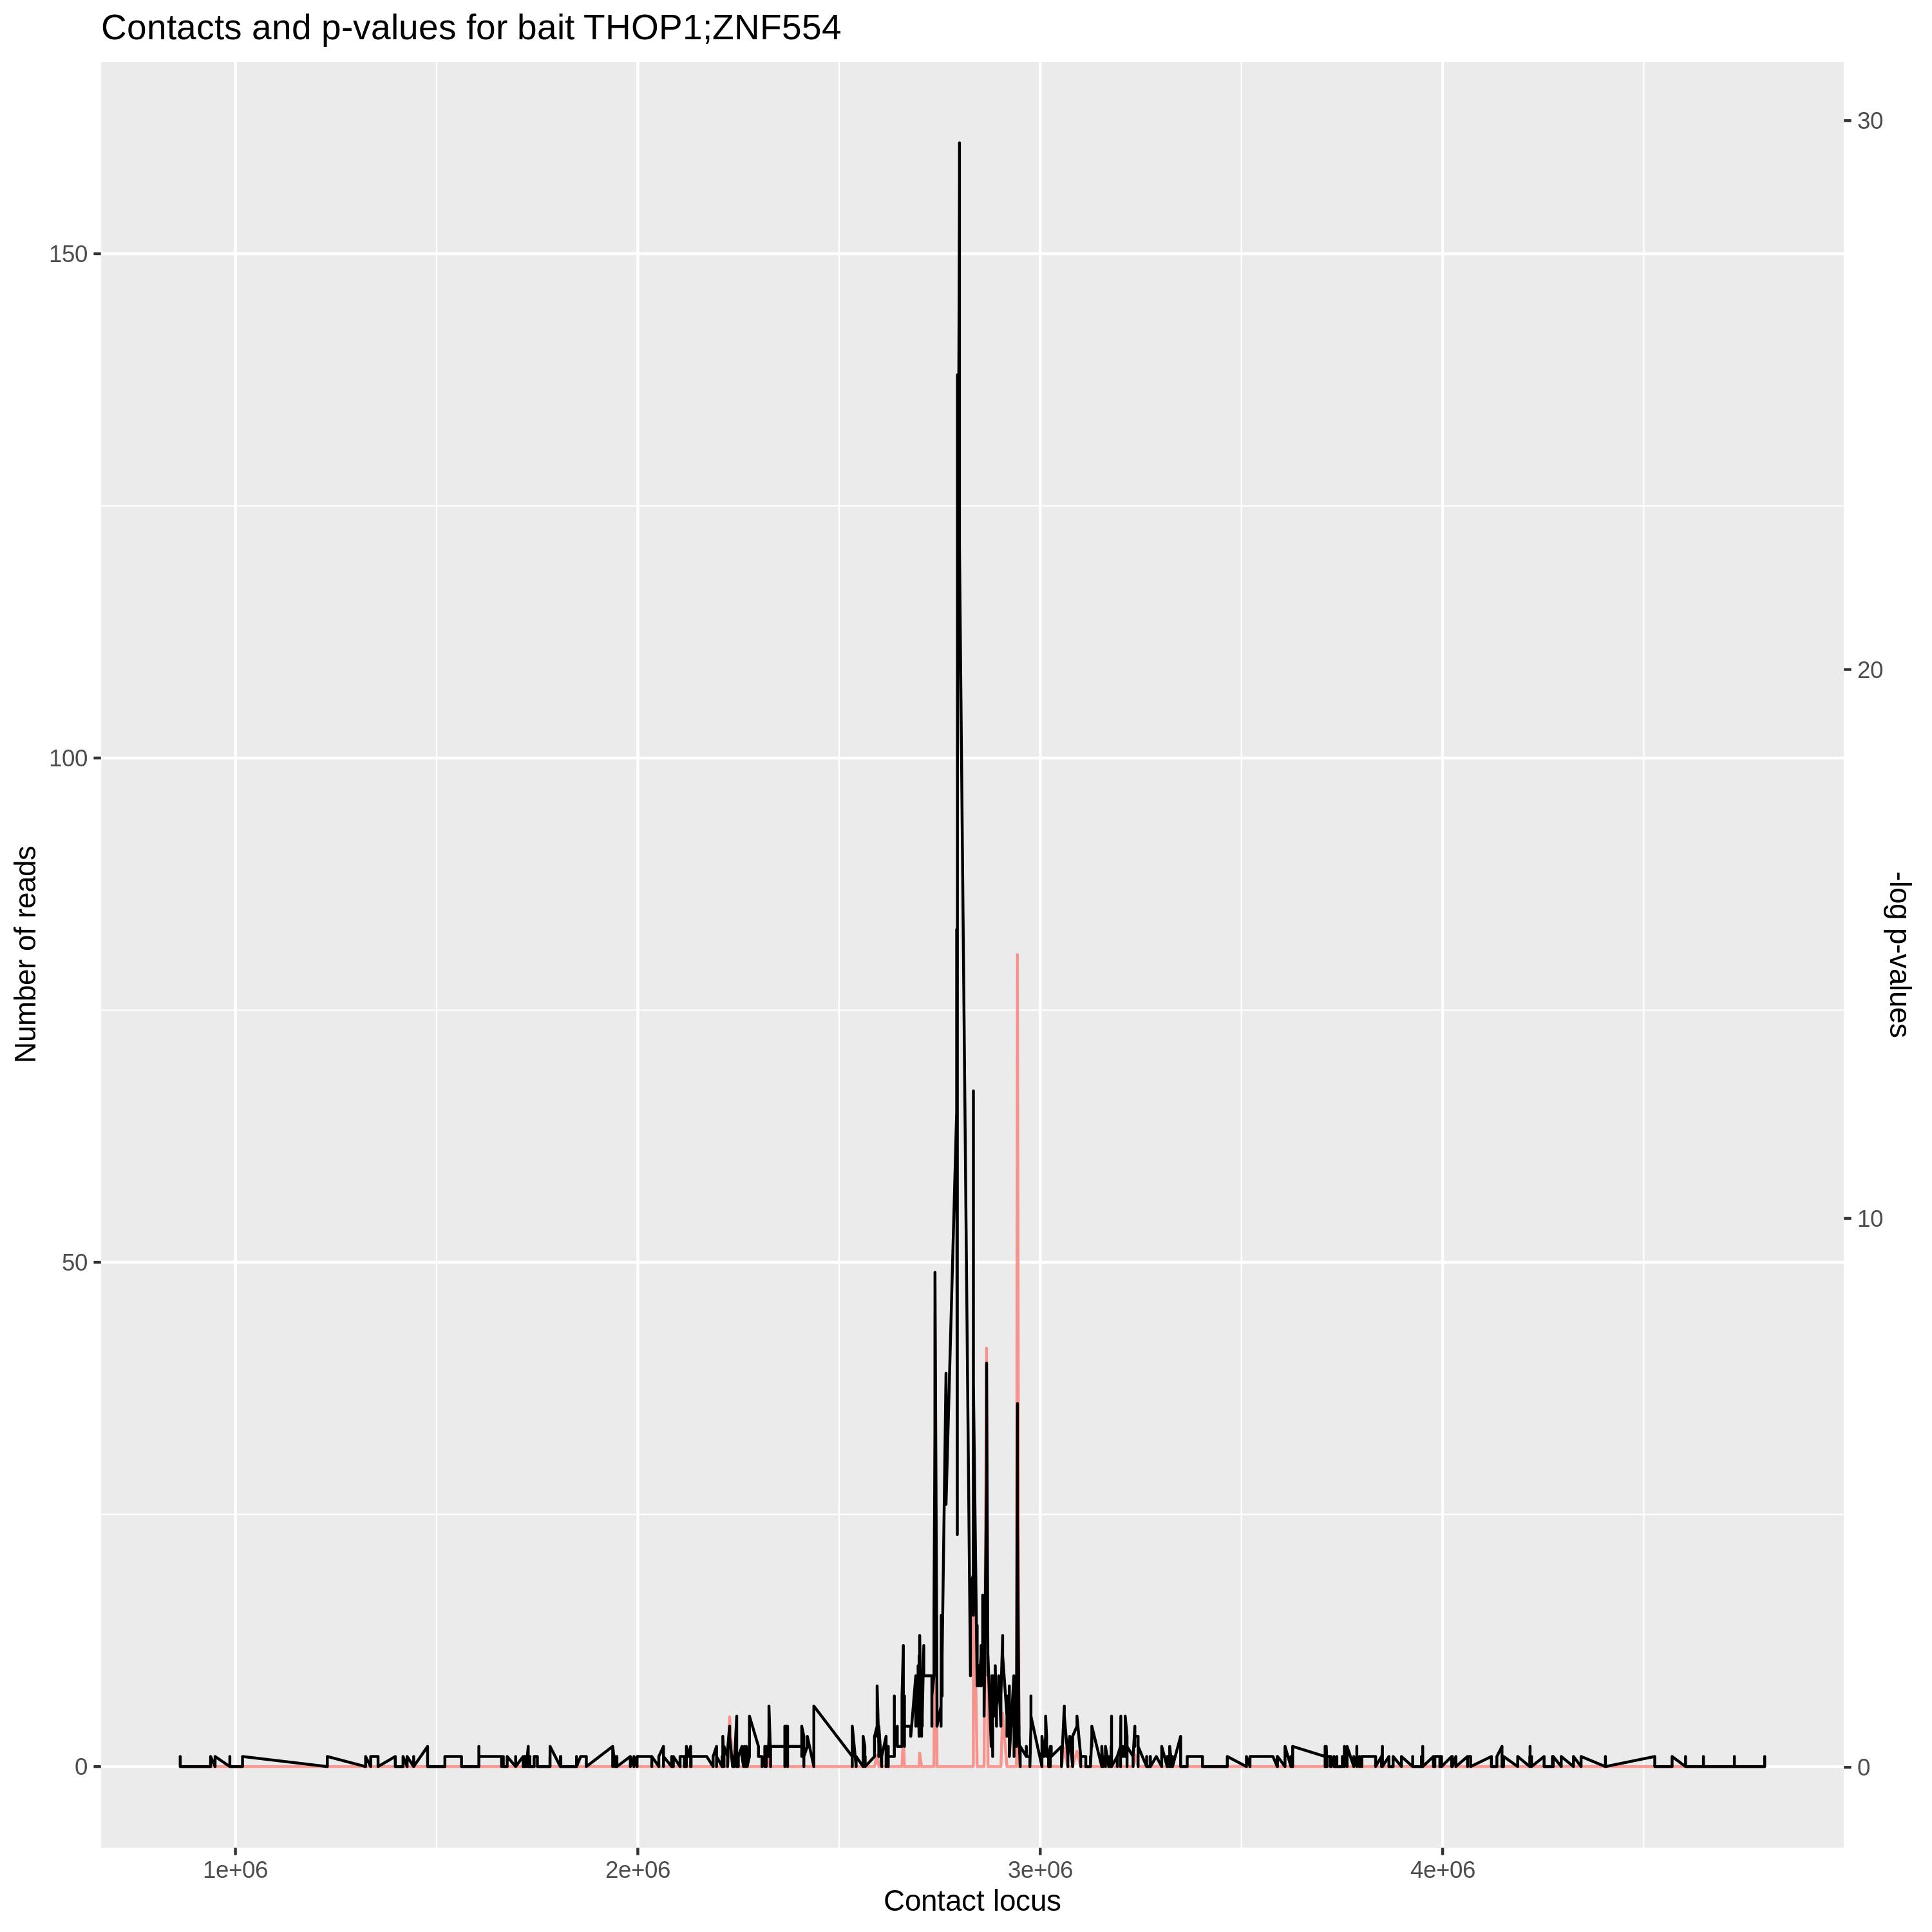 Contacts and p-values for bait THOP1;ZNF554
Number of reads
150
100
50
0
30
20
10
0
-log p-values
1e+06
2e+06
3e+06
4e+06
Contact locus